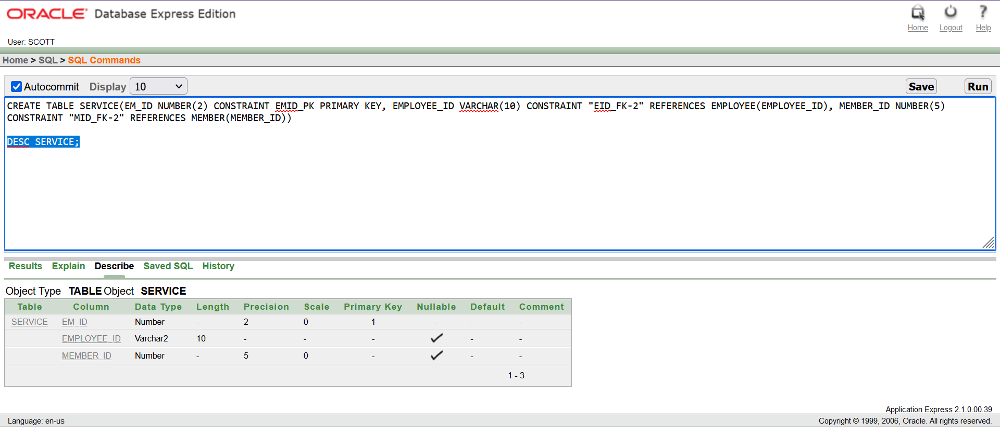 ORACLE Database Express Edition
Home Logout Help
User: SCOTT
Home > SQL > SQL Commands
Autocommit Display 10 Save Run
CREATE TABLE SERVICE(EM_ID NUMBER(2) CONSTRAINT EMID_PK PRIMARY KEY, EMPLOYEE_ID VARCHAR(10) CONSTRAINT "EID_FK-2" REFERENCES EMPLOYEE(EMPLOYEE_ID), MEMBER_ID NUMBER(5)
CONSTRAINT "MID_FK-2" REFERENCES MEMBER(MEMBER_ID))
DESC SERVICE;
Results Explain Describe Saved SQL History
Object Type TABLE Object SERVICE
Table Column Data Type Length Precision Scale Primary Key Nullable Default Comment
SERVICE EM_ID Number - 2 0 1 - - -
EMPLOYEE_ID Varchar2 10 - - - ✓ - -
MEMBER_ID Number - 5 0 - ✓ - -
1 - 3
Application Express 2.1.0.00.39
Language: en-us Copyright © 1999, 2006, Oracle. All rights reserved.